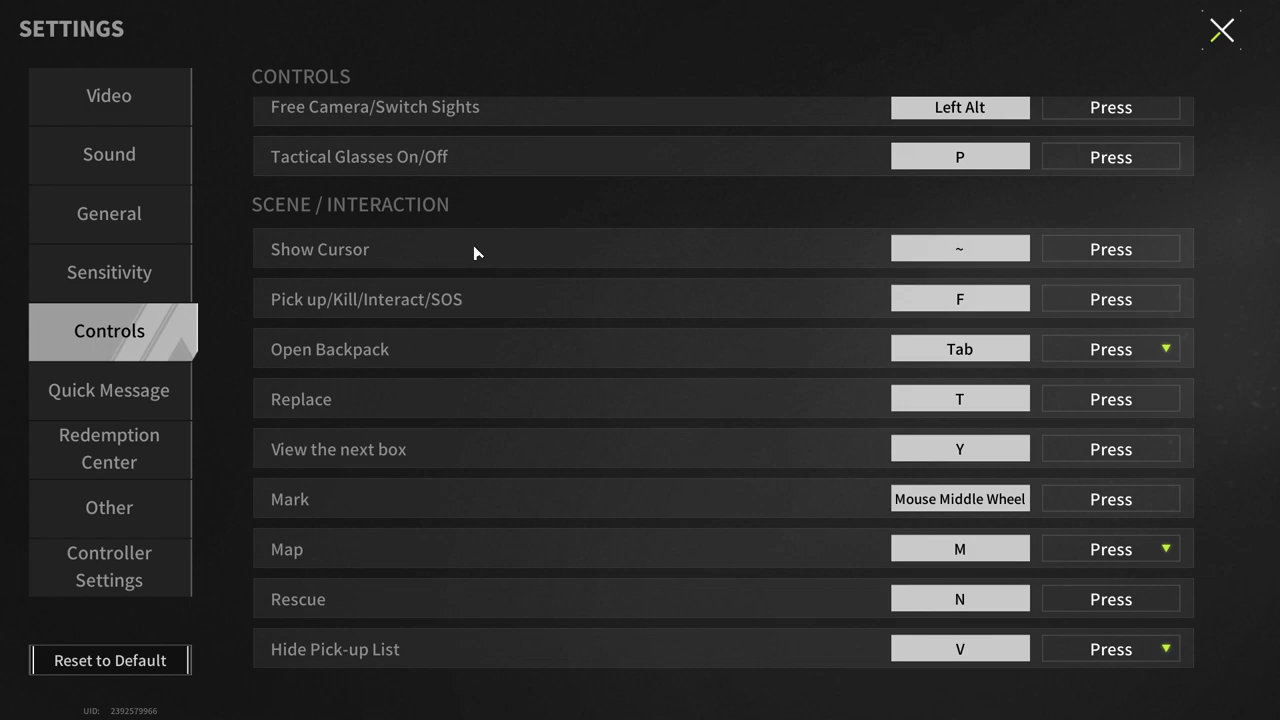 SETTINGS
Video
Sound
General
Sensitivity
Controls
Quick Message
Redemption
Center
Other
Controller
Settings
Reset to Default
UID: 2392579966
CONTROLS
Free Camera/Switch Sights Left Alt Press
Tactical Glasses On/Off P Press
SCENE / INTERACTION
Show Cursor ~ Press
Pick up/Kill/Interact/SOS F Press
Open Backpack Tab Press
Replace T Press
View the next box Y Press
Mark Mouse Middle Wheel Press
Map M Press
Rescue N Press
Hide Pick-up List V Press